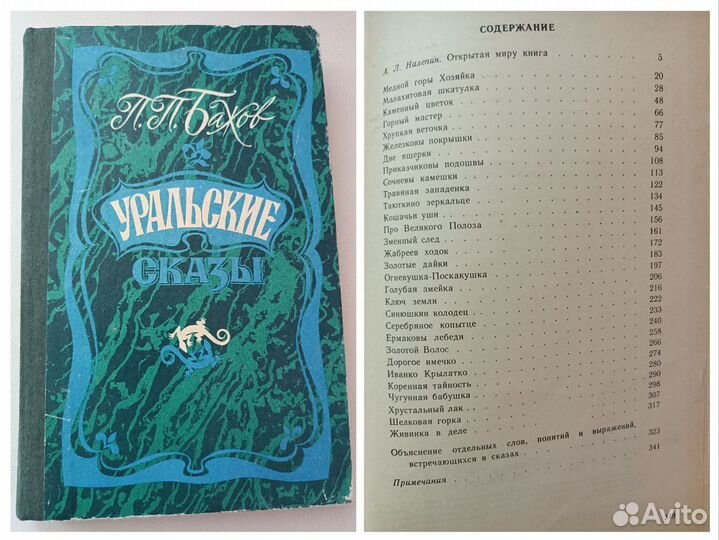 П. П. Бажов
УРАЛЬСКИЕ
СКАЗЫ
СОДЕРЖАНИЕ
А. Л. Налепин. Открытая миру книга 5
Медной горы Хозяйка 20
Малахитовая шкатулка 28
Каменный цветок 48
Горный мастер 66
Хрупкая веточка 77
Железковы покрышки 85
Две ящерки 94
Приказчиковы подошвы 108
Сочневы камешки 113
Травяная западенка 122
Таюткино зеркальце 134
Кошачьи уши 145
Про Великого Полоза 156
Змеиный след 161
Жабреев ходок 172
Золотые дайки 183
Огневушка-Поскакушка 197
Голубая змейка 206
Ключ земли 216
Синюшкин колодец 222
Серебряное копытце 233
Ермаковы лебеди 240
Золотой Волос 258
Дорогое имечко 266
Иванко Крылатко 274
Коренная тайность 280
Чугунная бабушка 290
Хрустальный лак 298
Шелковая горка 307
Живинка в деле 317
Объяснение отдельных слов, понятий и выражений,
встречающихся в сказах 323
Примечания 341
Avito